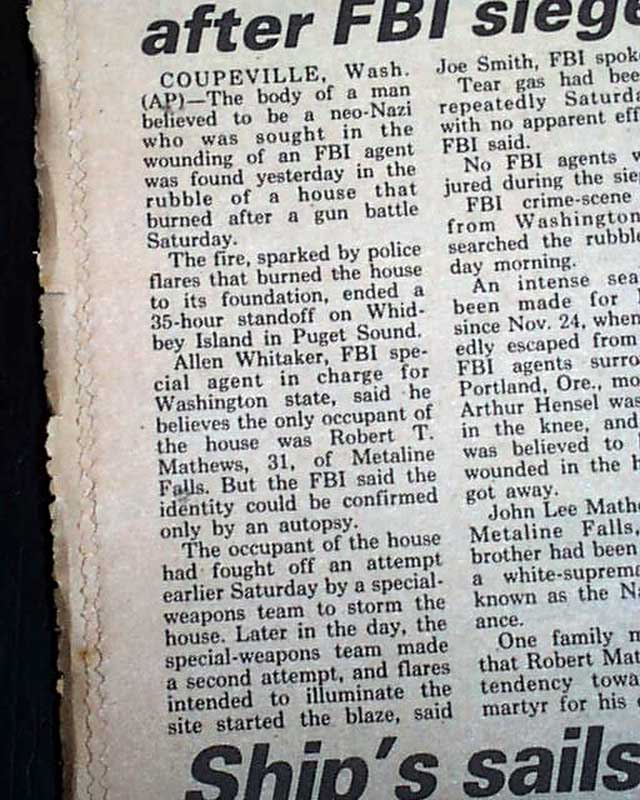 after FBI siege
COUPEVILLE, Wash.
(AP)—The body of a man
believed to be a neo-Nazi
who was sought in the
wounding of an FBI agent
was found yesterday in the
rubble of a house that
burned after a gun battle
Saturday.
The fire, sparked by police
flares that burned the house
to its foundation, ended a
35-hour standoff on Whid-
bey Island in Puget Sound.
Allen Whitaker, FBI spe-
cial agent in charge for
Washington state, said he
believes the only occupant of
the house was Robert T.
Mathews, 31, of Metaline
Falls. But the FBI said the
identity could be confirmed
only by an autopsy.
The occupant of the house
had fought off an attempt
earlier Saturday by a special-
weapons team to storm the
house. Later in the day, the
special-weapons team made
a second attempt, and flares
intended to illuminate the
site started the blaze, said
Joe Smith, FBI spok
Tear gas had bee
repeatedly Saturda
with no apparent eff
FBI said.
No FBI agents w
jured during the sie
FBI crime-scene
from Washington
searched the rubble
day morning.
An intense sea
been made for
since Nov. 24, when
edly escaped from
FBI agents surro
Portland, Ore., mo
Arthur Hensel was
in the knee, and
was believed to
wounded in the h
got away.
John Lee Mathe
Metaline Falls,
brother had been
a white-suprema
known as the Na
ance.
One family m
that Robert Mat
tendency towa
martyr for his
Ship's sails